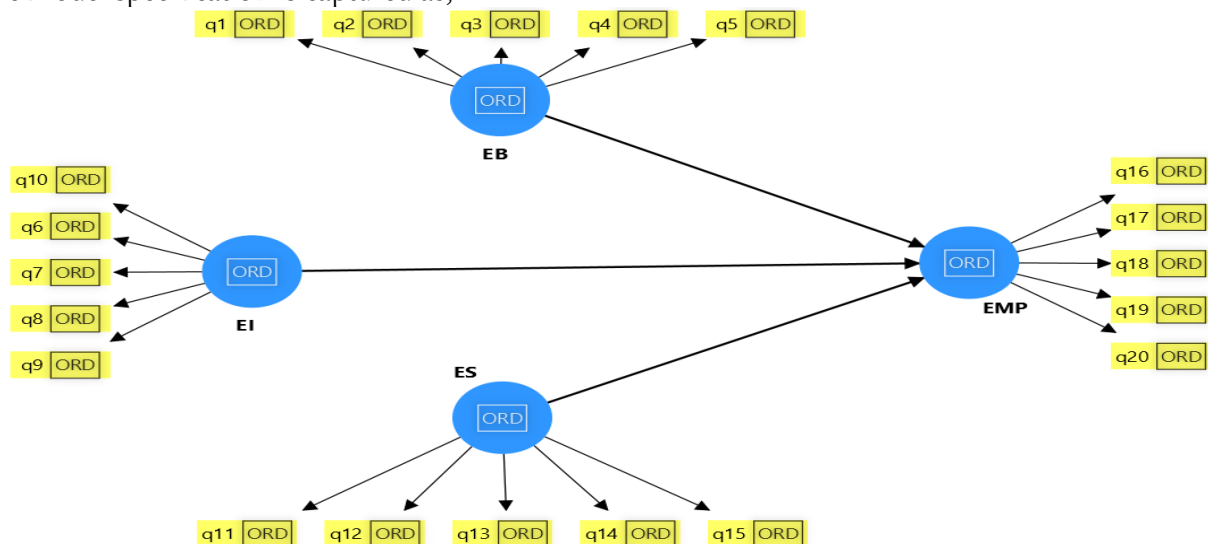 q1 ORD q2 ORD q3 ORD q4 ORD q5 ORD
ORD
EB
q10 ORD
q6 ORD
q7 ORD
q8 ORD
q9 ORD
ORD
EI
q16 ORD
q17 ORD
q18 ORD
q19 ORD
q20 ORD
ORD
EMP
ES
ORD
q11 ORD q12 ORD q13 ORD q14 ORD q15 ORD